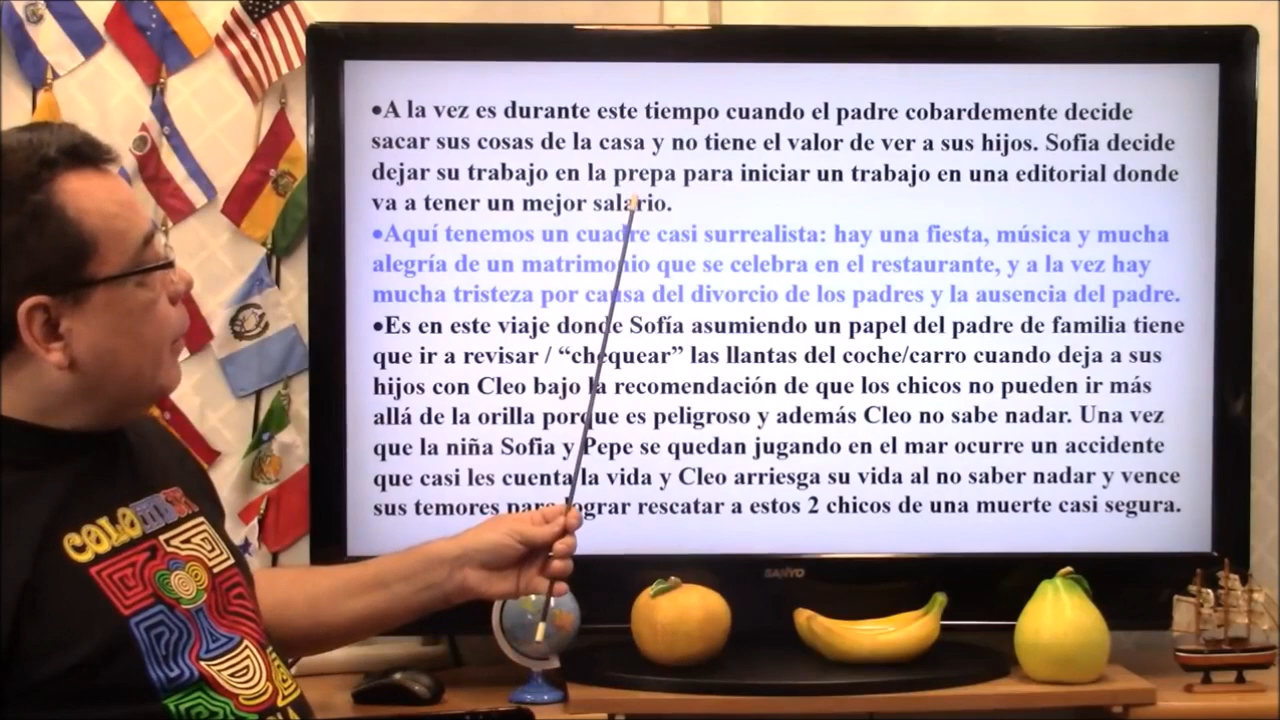 •A la vez es durante este tiempo cuando el padre cobardemente decide
sacar sus cosas de la casa y no tiene el valor de ver a sus hijos. Sofia decide
dejar su trabajo en la prepa para iniciar un trabajo en una editorial donde
va a tener un mejor salario.
•Aquí tenemos un cuadre casi surrealista: hay una fiesta, música y mucha
alegría de un matrimonio que se celebra en el restaurante, y a la vez hay
mucha tristeza por causa del divorcio de los padres y la ausencia del padre.
•Es en este viaje donde Sofía asumiendo un papel del padre de familia tiene
que ir a revisar / “chequear” las llantas del coche/carro cuando deja a sus
hijos con Cleo bajo la recomendación de que los chicos no pueden ir más
allá de la orilla porque es peligroso y además Cleo no sabe nadar. Una vez
que la niña Sofia y Pepe se quedan jugando en el mar ocurre un accidente
que casi les cuenta la vida y Cleo arriesga su vida al no saber nadar y vence
sus temores para lograr rescatar a estos 2 chicos de una muerte casi segura.
SANYO